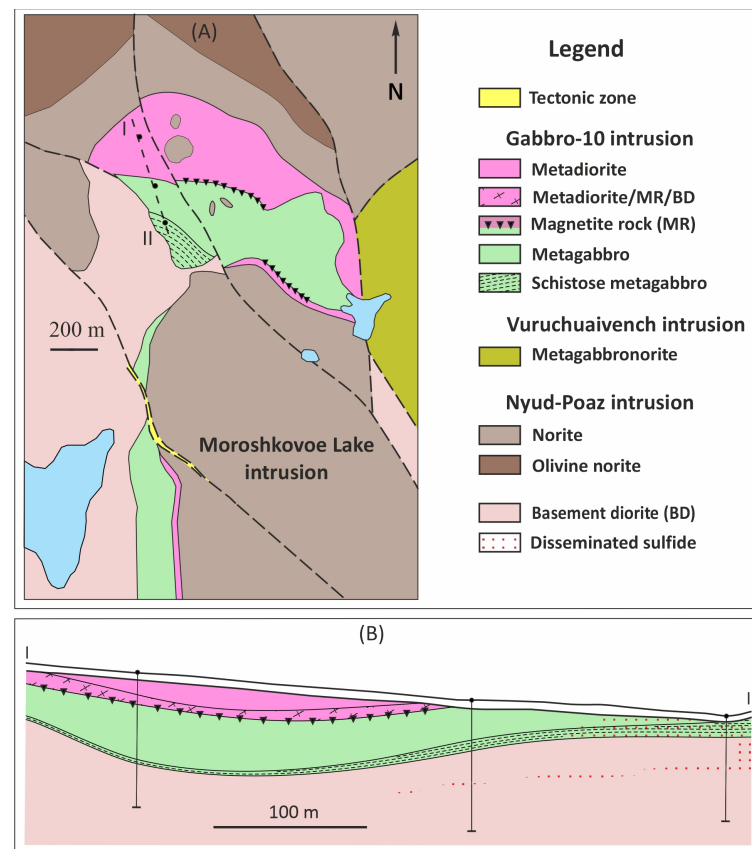 (A)
N
I
II
200 m
Moroshkovoe Lake
intrusion
Legend
Tectonic zone
Gabbro-10 intrusion
Metadiorite
Metadiorite/MR/BD
Magnetite rock (MR)
Metagabbro
Schistose metagabbro
Vuruchuaivench intrusion
Metagabbronorite
Nyud-Poaz intrusion
Norite
Olivine norite
Basement diorite (BD)
Disseminated sulfide
(B)
I
I
100 m